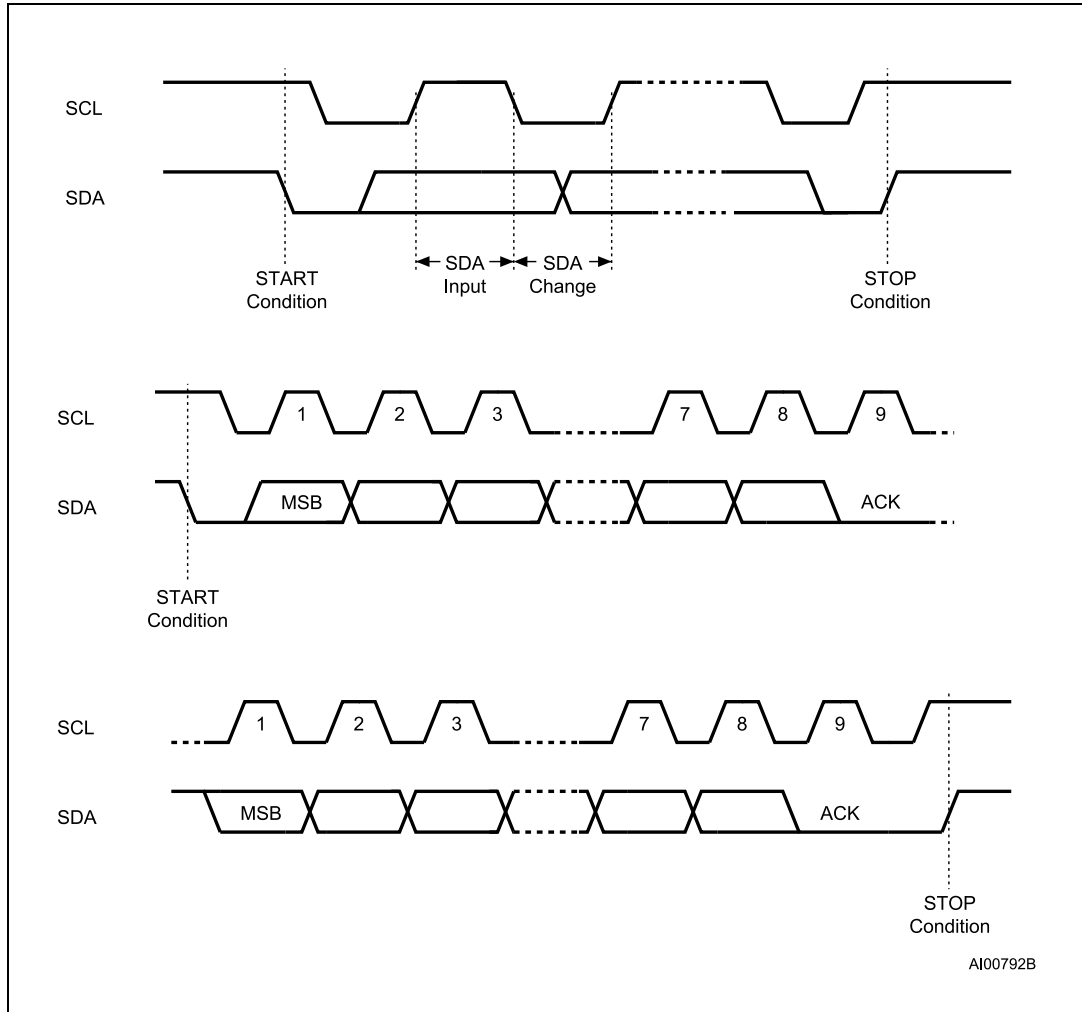 SCL
SDA
SDA
Input
SDA
Change
START
Condition
STOP
Condition
SCL
1 2 3 7 8 9
SDA
MSB
ACK
START
Condition
SCL
1 2 3 7 8 9
SDA
MSB
ACK
STOP
Condition
AI00792B